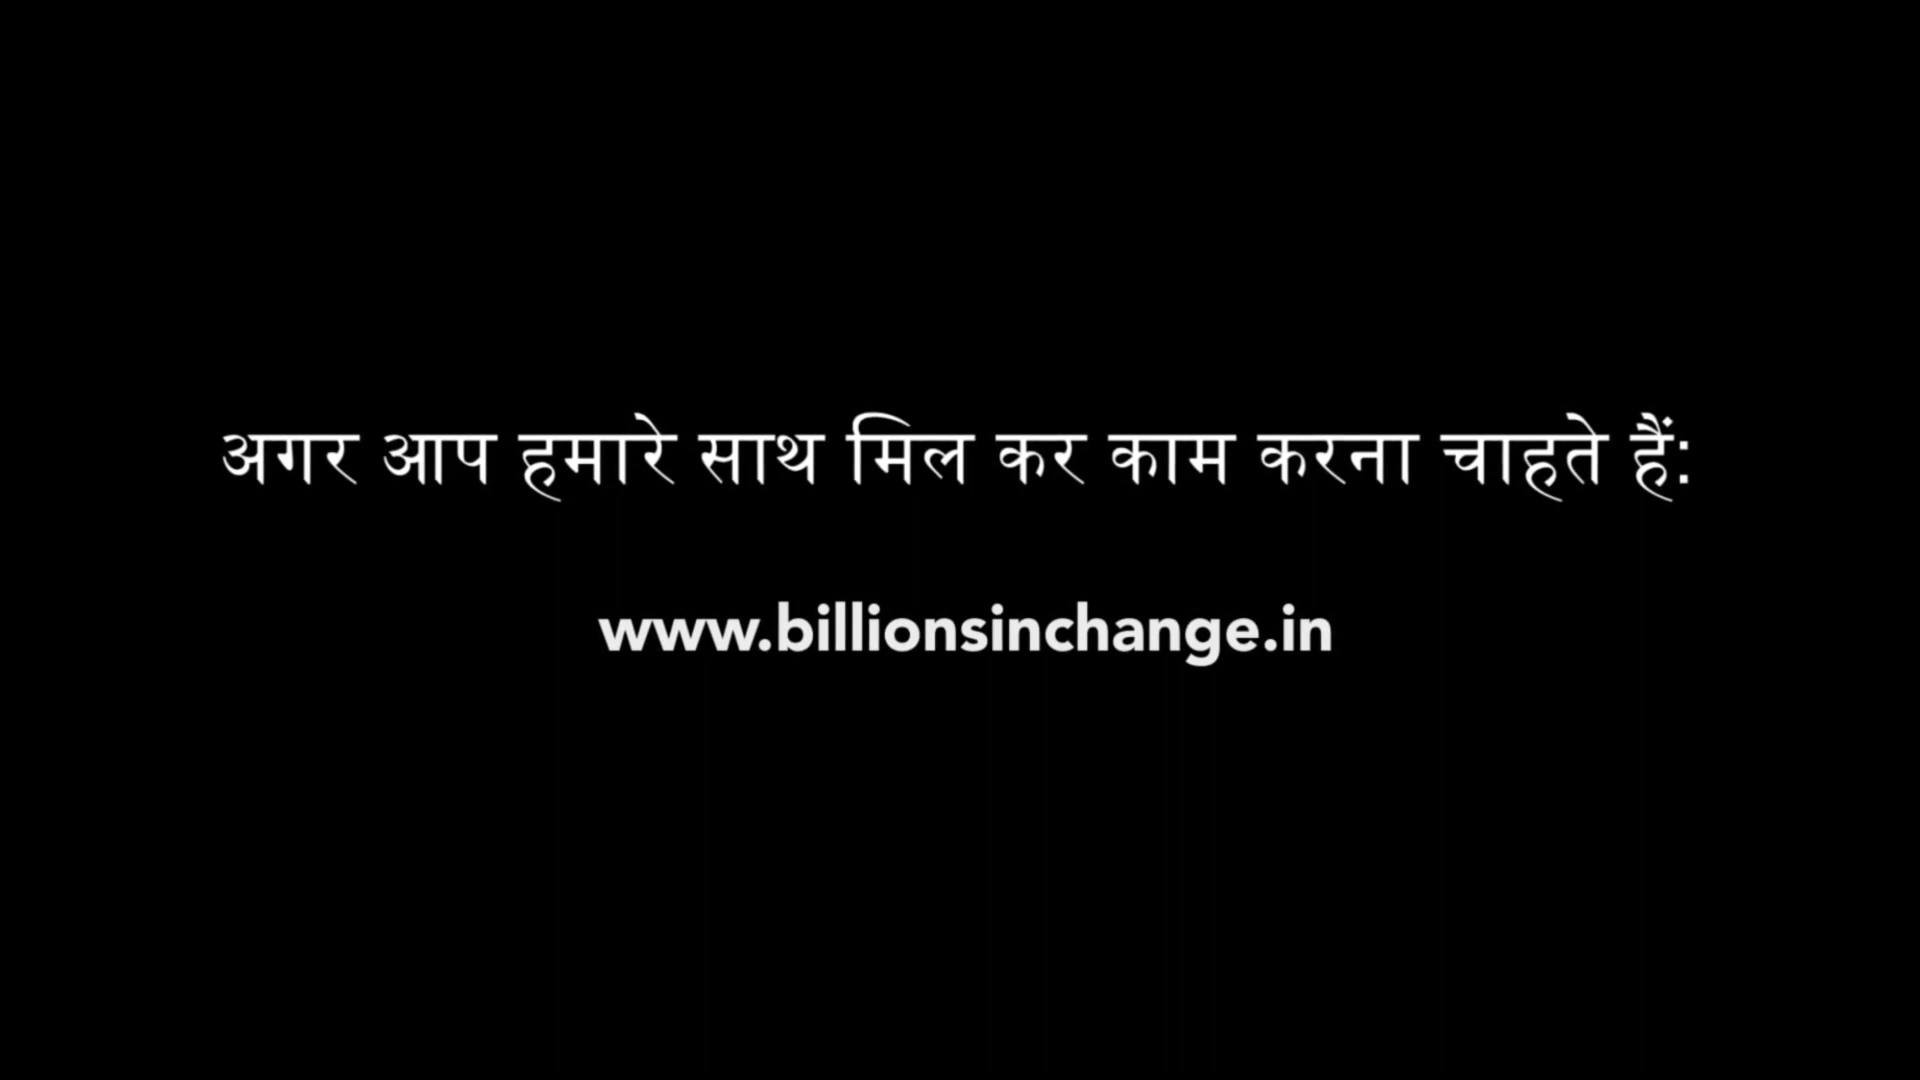 अगर आप हमारे साथ मिल कर काम करना चाहते हैं:
www.billionsinchange.in